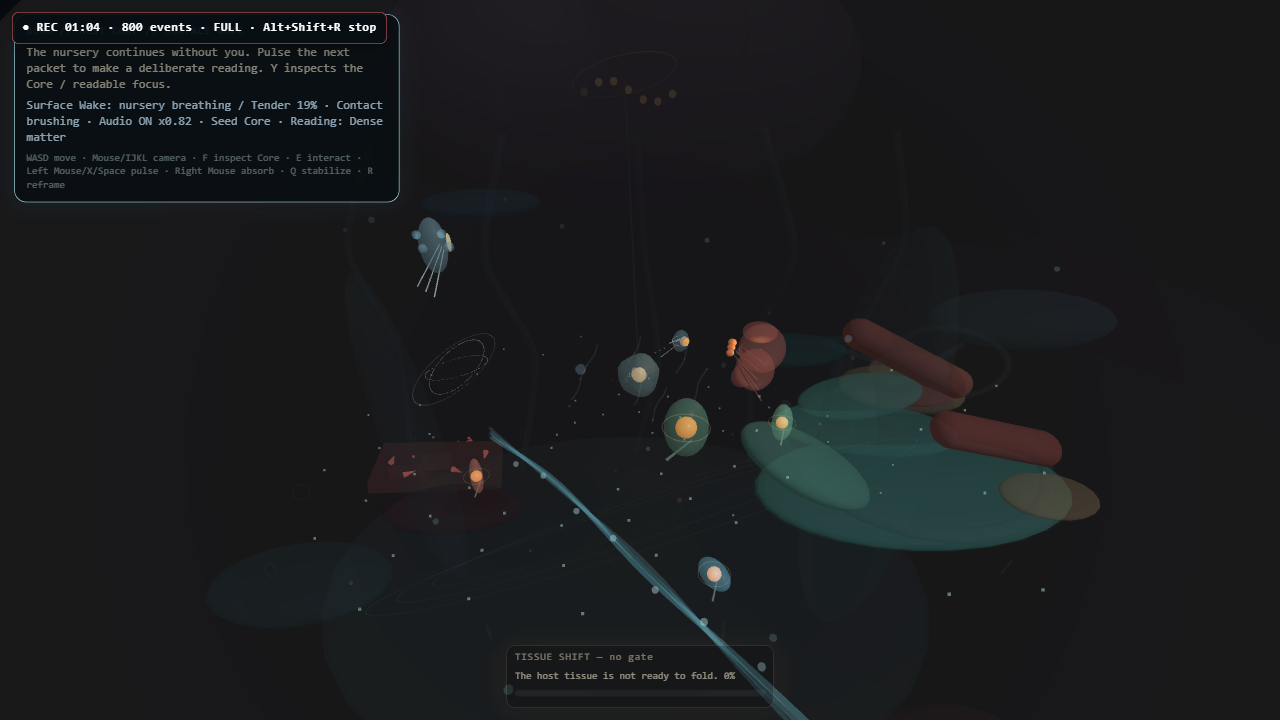 ● REC 01:04 · 800 events · FULL · Alt+Shift+R stop
The nursery continues without you. Pulse the next
packet to make a deliberate reading. Y inspects the
Core / readable focus.
Surface Wake: nursery breathing / Tender 19% · Contact
brushing · Audio ON x0.82 · Seed Core · Reading: Dense
matter
WASD move · Mouse/IJKL camera · F inspect Core · E interact ·
Left Mouse/X/Space pulse · Right Mouse absorb · Q stabilize · R
reframe
TISSUE SHIFT — no gate
The host tissue is not ready to fold. 0%